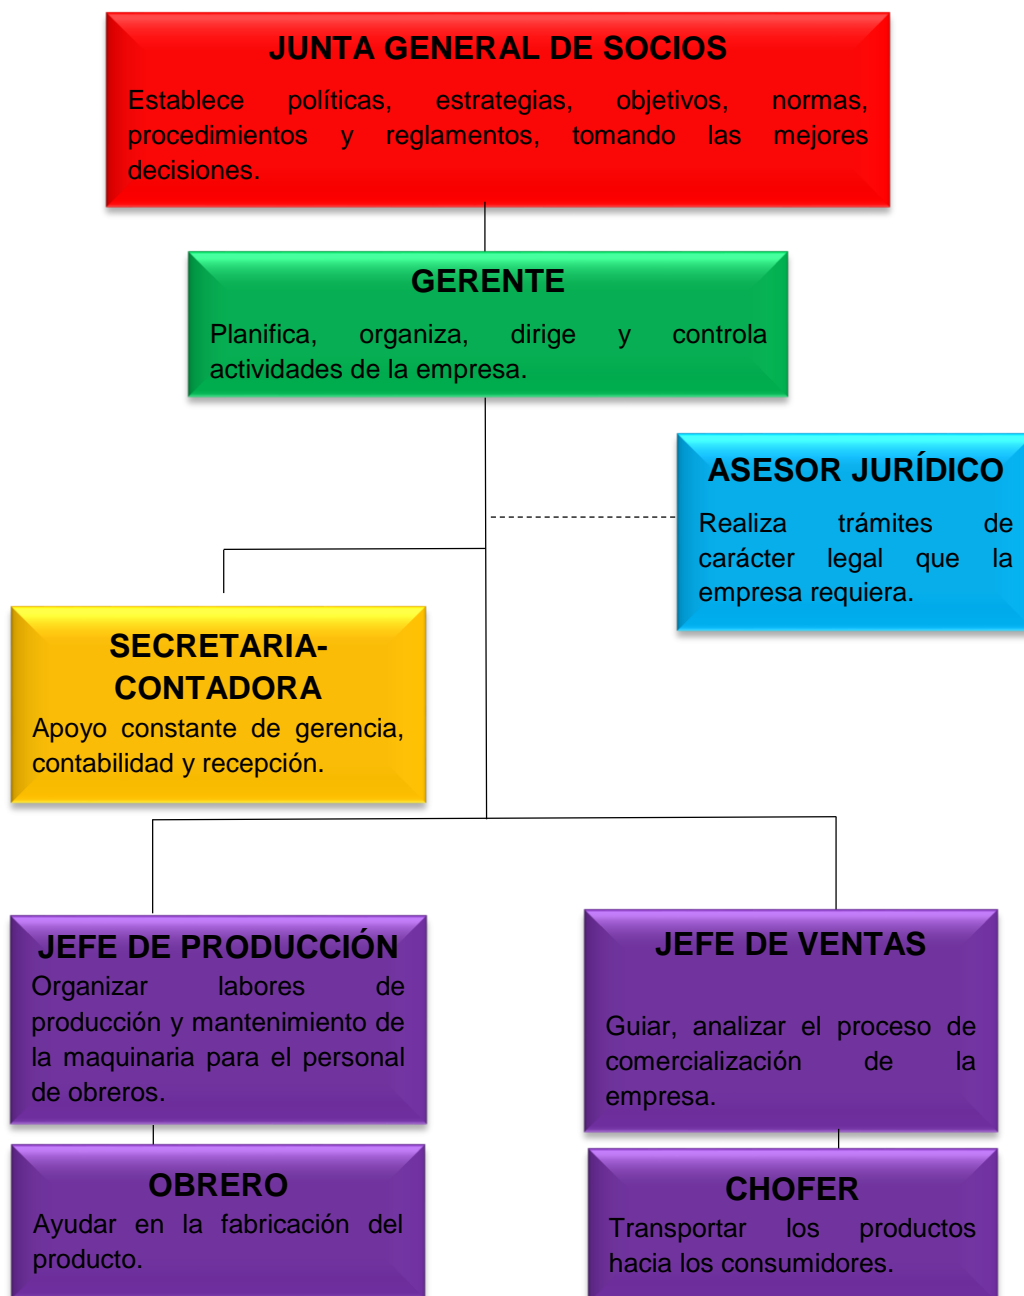 JUNTA GENERAL DE SOCIOS
Establece políticas, estrategias, objetivos, normas,
procedimientos y reglamentos, tomando las mejores
decisiones.
GERENTE
Planifica, organiza, dirige y controla
actividades de la empresa.
ASESOR JURÍDICO
Realiza trámites de
carácter legal que la
empresa requiera.
SECRETARIA-
CONTADORA
Apoyo constante de gerencia,
contabilidad y recepción.
JEFE DE PRODUCCIÓN
Organizar labores de
producción y mantenimiento de
la maquinaria para el personal
de obreros.
JEFE DE VENTAS
Guiar, analizar el proceso de
comercialización de la
empresa.
OBRERO
Ayudar en la fabricación del
producto.
CHOFER
Transportar los productos
hacia los consumidores.